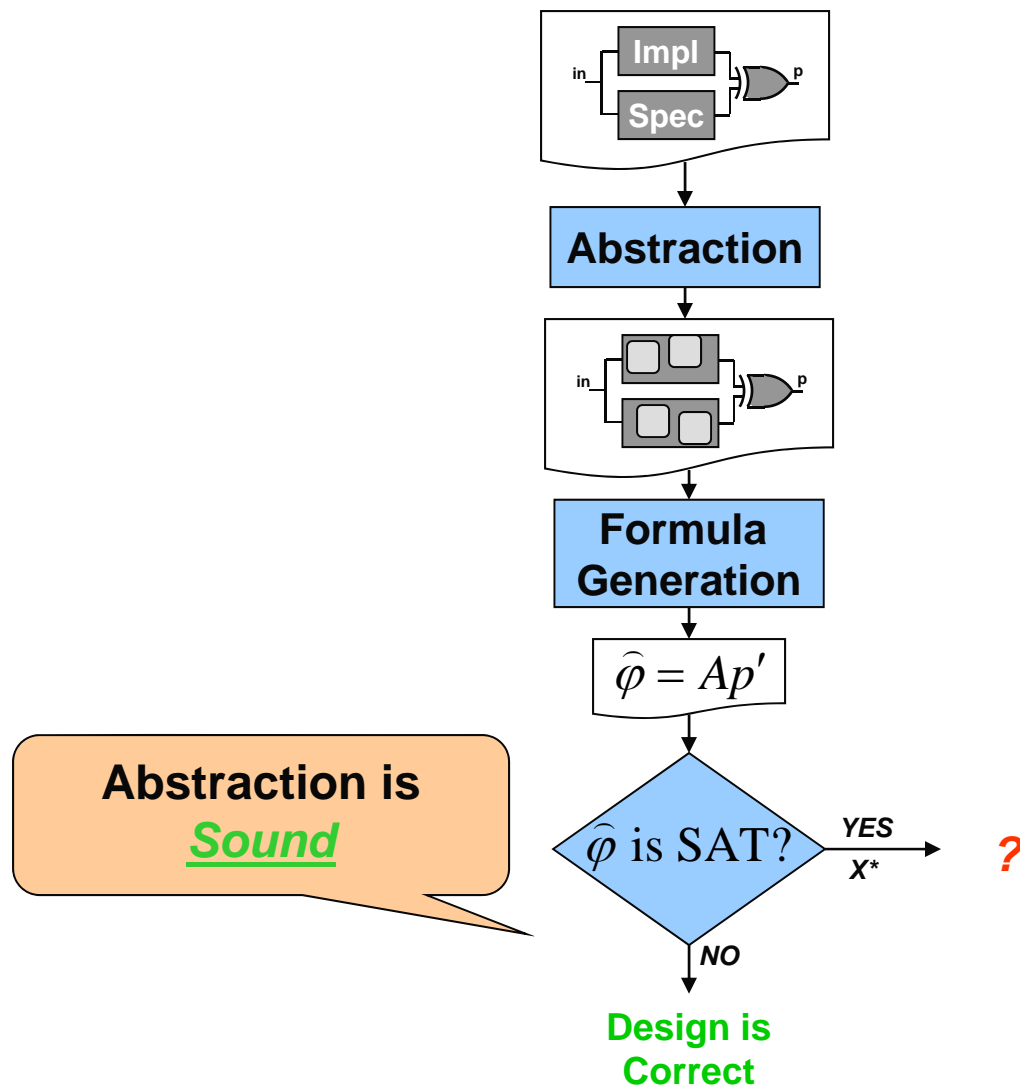 Impl
in
p
Spec
Abstraction
in
p
Formula
Generation
φ̂ = Ap′
Abstraction is
Sound
φ̂ is SAT?
YES
X*
?
NO
Design is
Correct